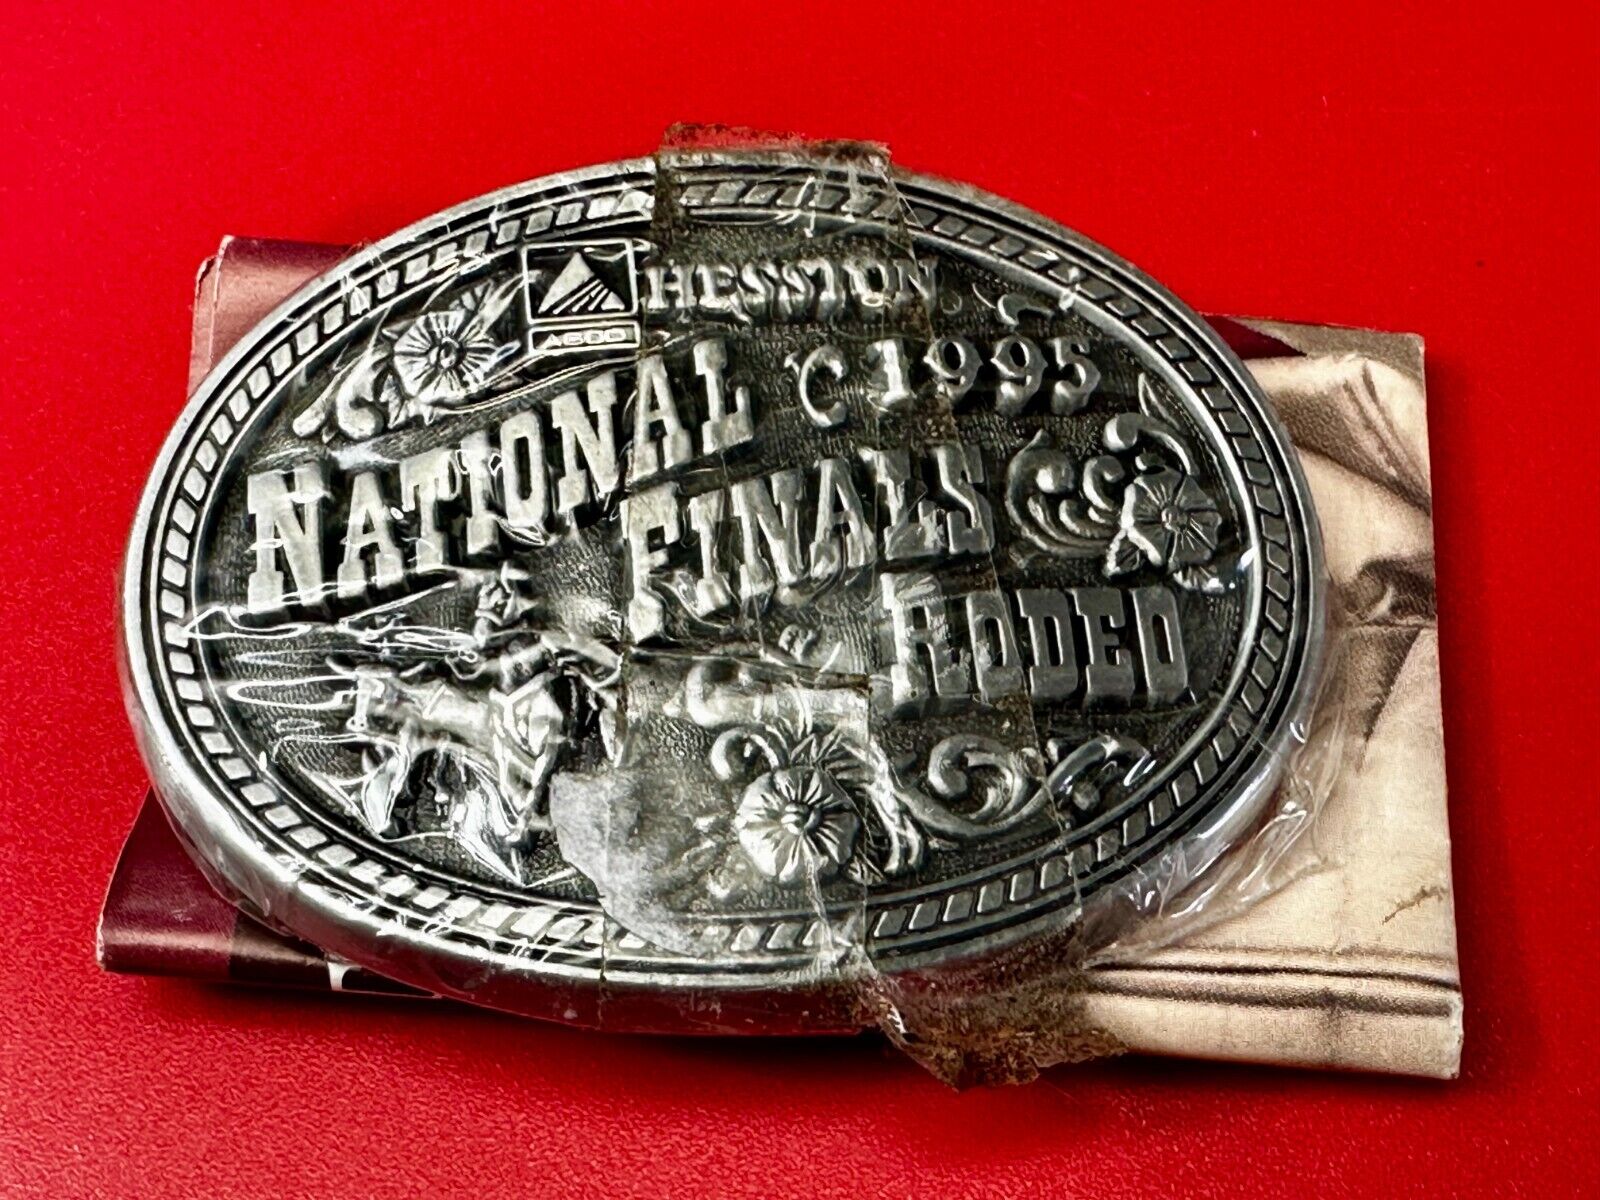 HESSTON
AGCO
NATIONAL C 1995
FINALS
RODEO